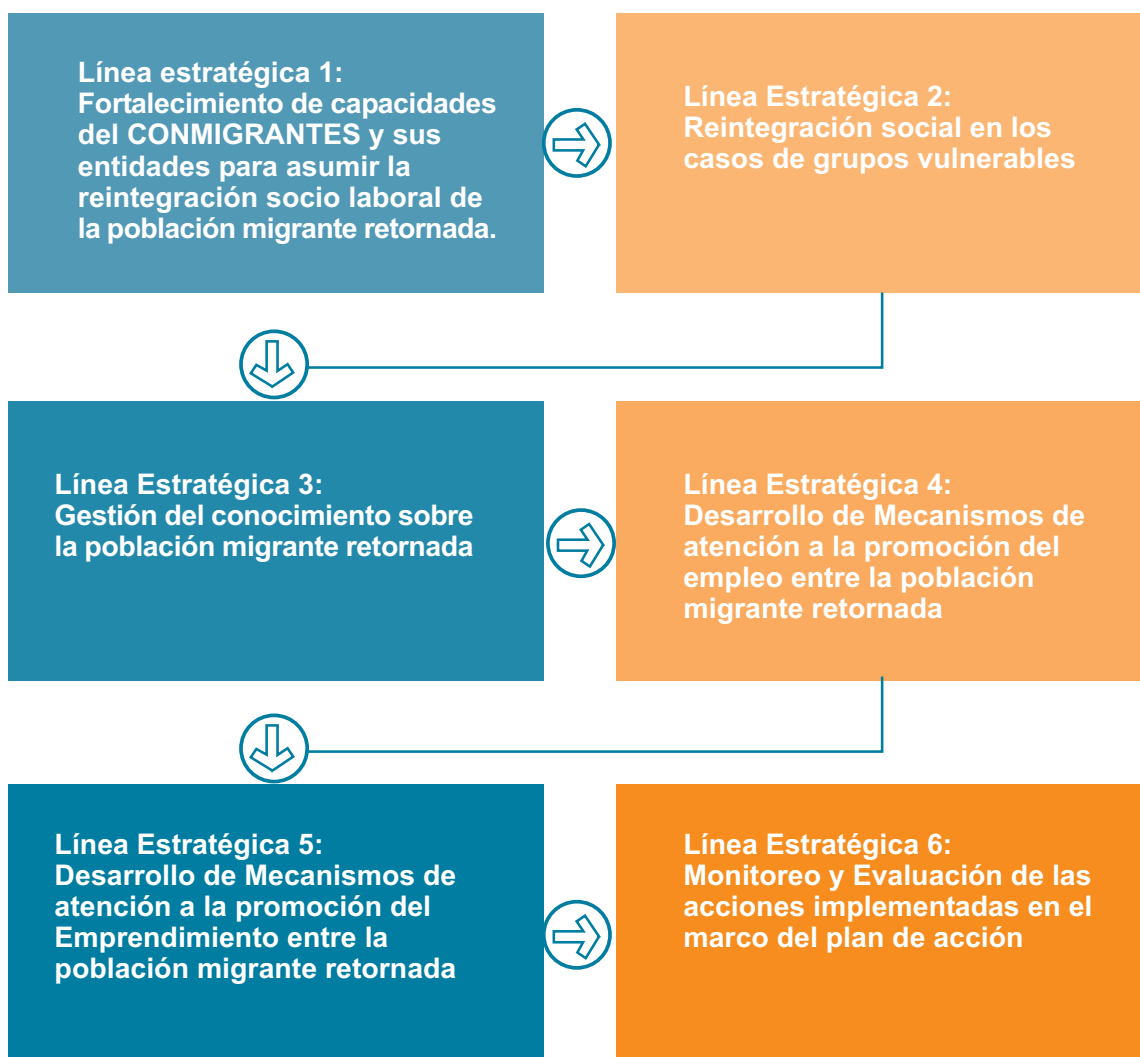 Línea estratégica 1:
Fortalecimiento de capacidades
del CONMIGRANTES y sus
entidades para asumir la
reintegración socio laboral de
la población migrante retornada.
Línea Estratégica 2:
Reintegración social en los
casos de grupos vulnerables
Línea Estratégica 3:
Gestión del conocimiento sobre
la población migrante retornada
Línea Estratégica 4:
Desarrollo de Mecanismos de
atención a la promoción del
empleo entre la población
migrante retornada
Línea Estratégica 5:
Desarrollo de Mecanismos de
atención a la promoción del
Emprendimiento entre la
población migrante retornada
Línea Estratégica 6:
Monitoreo y Evaluación de las
acciones implementadas en el
marco del plan de acción